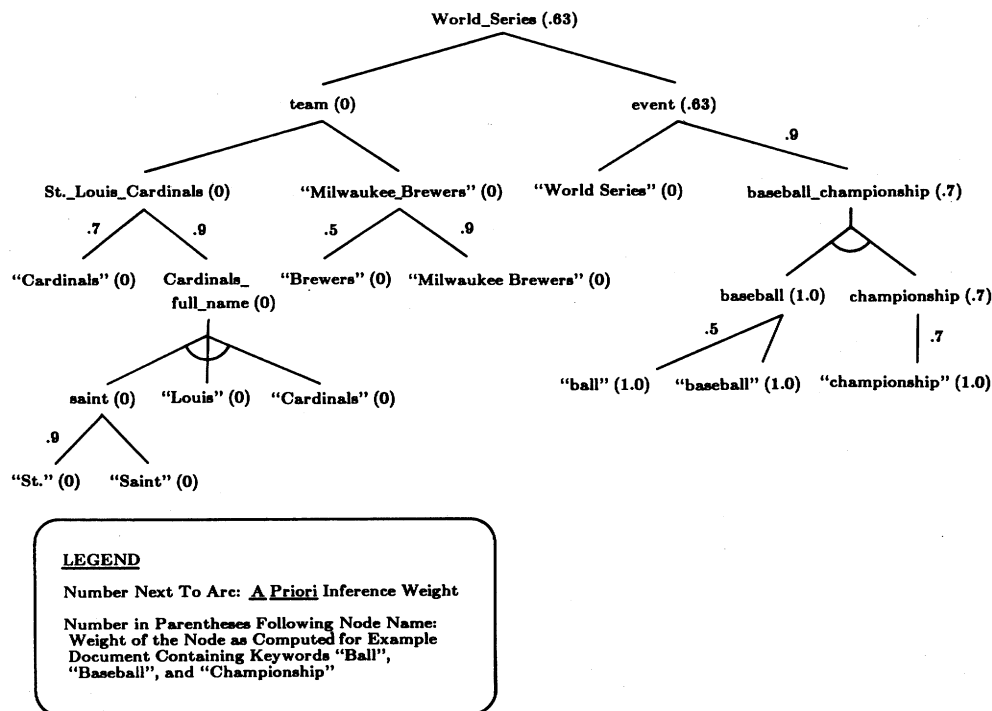 World_Series (.63)
team (0) event (.63)
.9
St._Louis_Cardinals (0) “Milwaukee_Brewers” (0) “World Series” (0) baseball_championship (.7)
.7 .9 .5 .9
“Cardinals” (0) Cardinals_ “Brewers” (0) “Milwaukee Brewers” (0)
full_name (0) baseball (1.0) championship (.7)
.5 .7
“ball” (1.0) “baseball” (1.0) “championship” (1.0)
saint (0) “Louis” (0) “Cardinals” (0)
.9
“St.” (0) “Saint” (0)
LEGEND
Number Next To Arc: A Priori Inference Weight
Number in Parentheses Following Node Name:
Weight of the Node as Computed for Example
Document Containing Keywords “Ball”,
“Baseball”, and “Championship”